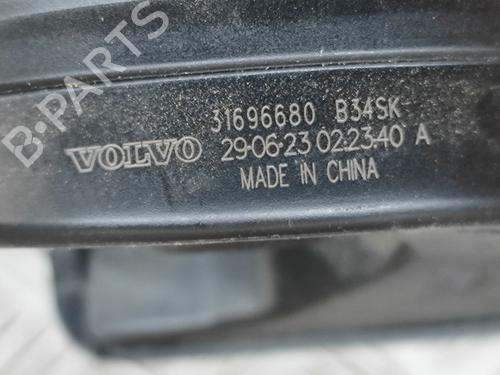 B-PARTS
31696680 B34SK
VOLVO 29-06-23 02:23:40 A
MADE IN CHINA